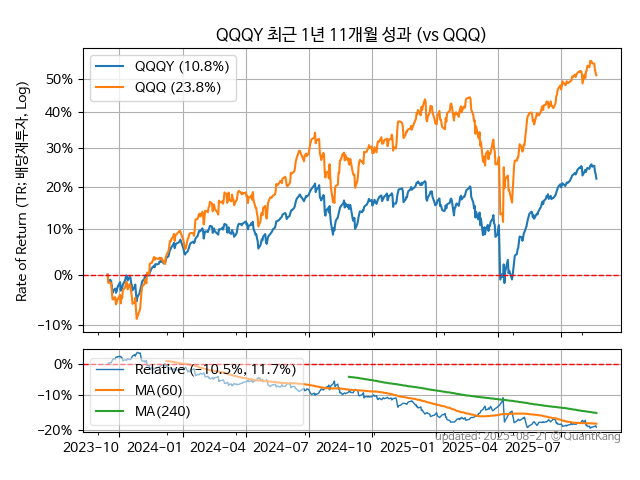 QQQY 최근 1년 11개월 성과 (vs QQQ)
Rate of Return (TR: 배당재투자, Log)
50%
40%
30%
20%
10%
0%
−10%
QQQY (10.8%)
QQQ (23.8%)
0%
−10%
−20%
Relative (−10.5%, 11.7%)
MA(60)
MA(240)
2023-10 2024-01 2024-04 2024-07 2024-10 2025-01 2025-04 2025-07
updated: 2025-08-21 © QuantKang